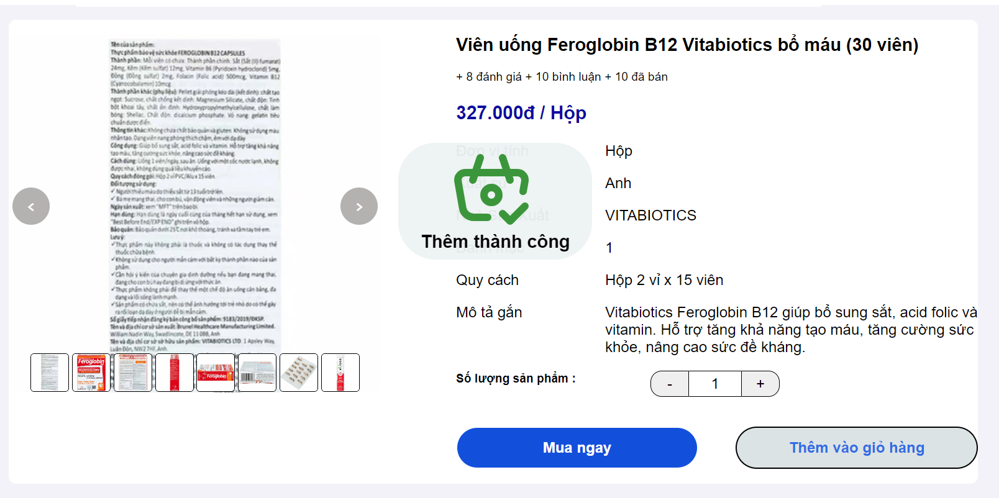 Tên của sản phẩm:
Thực phẩm bảo vệ sức khỏe FEROGLOBIN B12 CAPSULES
Thành phần: Mỗi viên có chứa: Thành phần chính: Sắt (Sắt (II) fumarat)
24mg, Kẽm (Kẽm sulfat) 12mg, Vitamin B6 (Pyridoxin hydroclorid) 5mg,
Đồng (Đồng sulfat) 2mg, Folacin (Folic acid) 500mcg, Vitamin B12
(Cyanocobalamin) 10mcg.
Thành phần khác (phụ liệu): Pellet giải phóng kéo dài (kết dính): chất tạo
ngọt: Sucrose, chất chống kết dính: Magnesium Silicate, chất độn: Tinh
bột khoai tây, chất ổn định: Hydroxypropylmethylcellulose, chất làm
bóng: Shellac. Chất độn: dicalcium phosphate. Vỏ nang: gelatin tiêu
chuẩn dược điển.
Thông tin khác: Không chứa chất bảo quản và gluten. Không sử dụng màu
nhân tạo. Dạng viên nang phóng thích chậm, êm với dạ dày.
Công dụng: Giúp bổ sung sắt, acid folic và vitamin. Hỗ trợ tăng khả năng
tạo máu, tăng cường sức khỏe, nâng cao sức đề kháng.
Cách dùng: Uống 1 viên/ngày, sau ăn. Uống với một cốc nước lạnh, không
được nhai, không dùng quá liều khuyến cáo.
Quy cách đóng gói: Hộp 2 vỉ PVC/Alu x 15 viên.
Đối tượng sử dụng:
✓ Người thiếu máu do thiếu sắt từ 13 tuổi trở lên.
✓ Bà mẹ mang thai, cho con bú, vận động viên và những người giảm cân.
Ngày sản xuất: xem "MFT" trên bao bì.
Hạn dùng: Hạn dùng là ngày cuối cùng của tháng hết hạn sử dụng, xem
"Best Before End/EXP END" ghi trên vỏ hộp.
Bảo quản: Bảo quản dưới 25℃ nơi khô thoáng, tránh xa tầm tay trẻ em.
Lưu ý:
✓Thực phẩm này không phải là thuốc và không có tác dụng thay thế
thuốc chữa bệnh.
✓Không sử dụng cho người mẫn cảm với bất kỳ thành phần nào của sản
phẩm.
✓Cần hỏi ý kiến của chuyên gia dinh dưỡng nếu bạn đang mang thai,
đang cho con bú hay đang bị dị ứng với thức ăn.
✓Thực phẩm không phải để thay thế một chế độ ăn uống cân bằng, đa
dạng và lối sống lành mạnh.
✓Sản phẩm có chứa sắt, nên có thể ảnh hưởng tới trẻ nhỏ do có thể gây
ra rối loạn dạ dày ở người dễ bị mẫn cảm.
Số giấy tiếp nhận đăng ký bản công bố sản phẩm: 9183/2019/ĐKSP.
Tên và địa chỉ cơ sở sản xuất: Brunel Healthcare Manufacturing Limited.
William Nadin Way, Swadlincote, DE 11 0BB, Anh
Tên và địa chỉ cơ sở sở hữu sản phẩm: VITABIOTICS LTD. 1 Apsley Way,
Luân Đôn, NW2 7HF, Anh.
<
>
Feroglobin
Feroglobin
Viên uống Feroglobin B12 Vitabiotics bổ máu (30 viên)
+ 8 đánh giá + 10 bình luận + 10 đã bán
327.000đ / Hộp
Đơn vị tính Hộp
Xuất sứ Anh
Nhà Sản Xuất VITABIOTICS
Danh mục 1
Thêm thành công
Quy cách Hộp 2 vỉ x 15 viên
Mô tả gắn Vitabiotics Feroglobin B12 giúp bổ sung sắt, acid folic và
vitamin. Hỗ trợ tăng khả năng tạo máu, tăng cường sức
khỏe, nâng cao sức đề kháng.
Số lượng sản phẩm : - 1 +
Mua ngay Thêm vào giỏ hàng